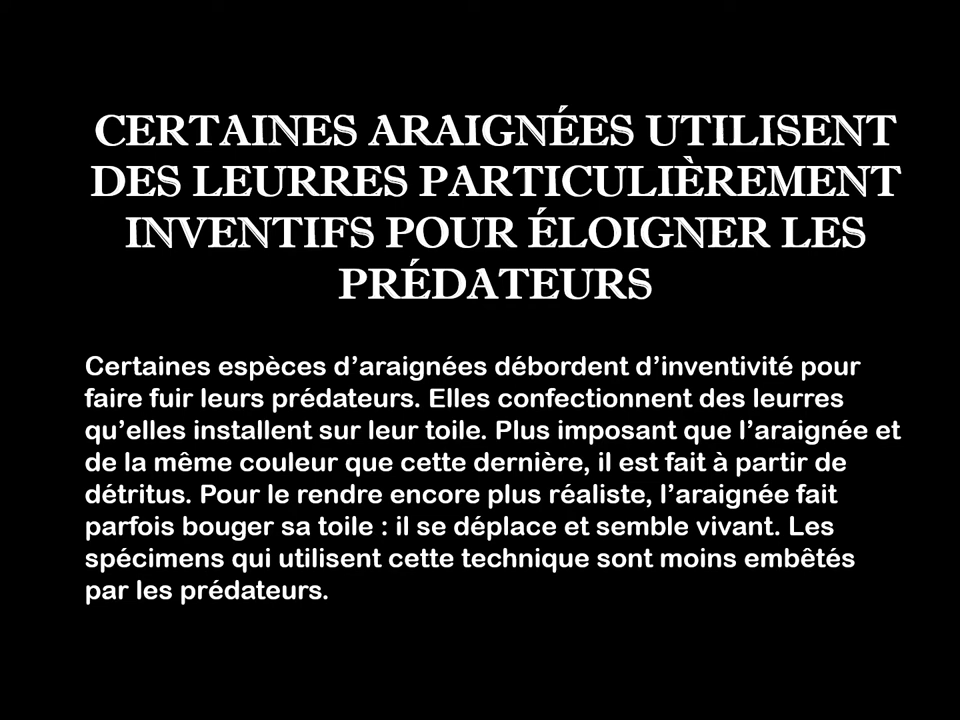 CERTAINES ARAIGNÉES UTILISENT
DES LEURRES PARTICULIÈREMENT
INVENTIFS POUR ÉLOIGNER LES
PRÉDATEURS
Certaines espèces d’araignées débordent d’inventivité pour
faire fuir leurs prédateurs. Elles confectionnent des leurres
qu’elles installent sur leur toile. Plus imposant que l’araignée et
de la même couleur que cette dernière, il est fait à partir de
détritus. Pour le rendre encore plus réaliste, l’araignée fait
parfois bouger sa toile : il se déplace et semble vivant. Les
spécimens qui utilisent cette technique sont moins embêtés
par les prédateurs.